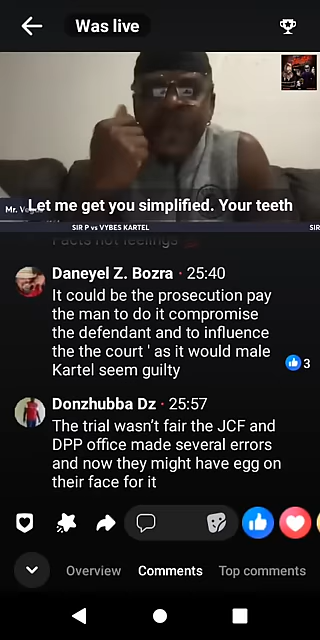 Was live
Let me get you simplified. Your teeth
Mr. Ve
SIR P vs VYBES KARTEL
SIR
Facts not feelings
Daneyel Z. Bozra · 25:40
It could be the prosecution pay
the man to do it compromise
the defendant and to influence
the the court ' as it would male
Kartel seem guilty
3
Donzhubba Dz · 25:57
The trial wasn't fair the JCF and
DPP office made several errors
and now they might have egg on
their face for it
Overview Comments Top comments